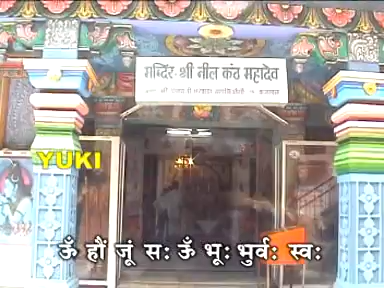 मन्दिर श्री नील कंठ महादेव
YUKI
ॐ हौं जूं सः ॐ भूः भुर्वः स्वः